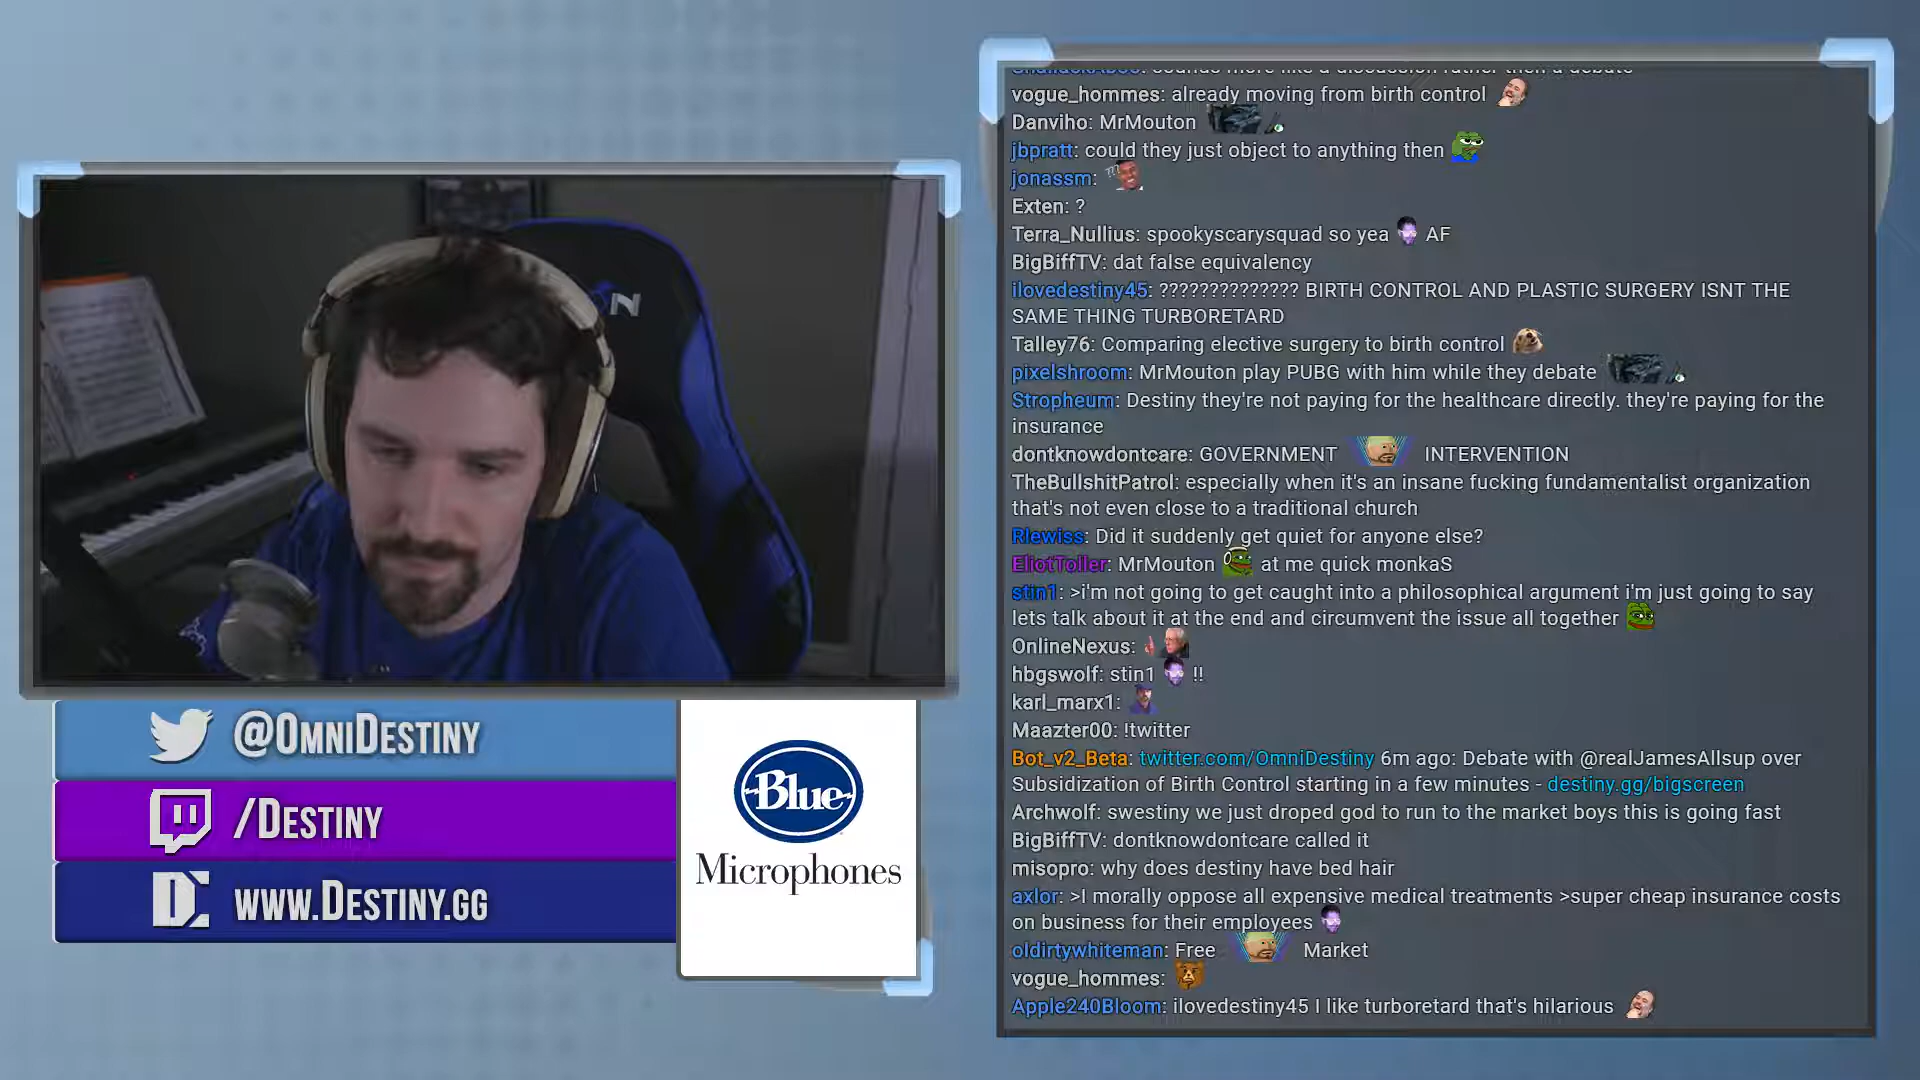 vogue_hommes: already moving from birth control
Danviho: MrMouton
jbpratt: could they just object to anything then
jonassm:
Exten: ?
Terra_Nullius: spookyscarysquad so yea AF
BigBiffTV: dat false equivalency
ilovedestiny45: ?????????????? BIRTH CONTROL AND PLASTIC SURGERY ISNT THE
SAME THING TURBORETARD
Talley76: Comparing elective surgery to birth control
pixelshroom: MrMouton play PUBG with him while they debate
Stropheum: Destiny they're not paying for the healthcare directly. they're paying for the
insurance
dontknowdontcare: GOVERNMENT INTERVENTION
TheBullshitPatrol: especially when it's an insane fucking fundamentalist organization
that's not even close to a traditional church
Rlewiss: Did it suddenly get quiet for anyone else?
EliotToller: MrMouton at me quick monkaS
stin1: >i'm not going to get caught into a philosophical argument i'm just going to say
lets talk about it at the end and circumvent the issue all together
OnlineNexus:
hbgswolf: stin1 !!
karl_marx1:
Maazter00: !twitter
Bot_v2_Beta: twitter.com/OmniDestiny 6m ago: Debate with @realJamesAllsup over
Subsidization of Birth Control starting in a few minutes - destiny.gg/bigscreen
Archwolf: swestiny we just droped god to run to the market boys this is going fast
BigBiffTV: dontknowdontcare called it
misopro: why does destiny have bed hair
axlor: >I morally oppose all expensive medical treatments >super cheap insurance costs
on business for their employees
oldirtywhiteman: Free Market
vogue_hommes:
Apple240Bloom: ilovedestiny45 I like turboretard that's hilarious
N
@OmniDestiny
/Destiny
www.Destiny.gg
Blue
Microphones